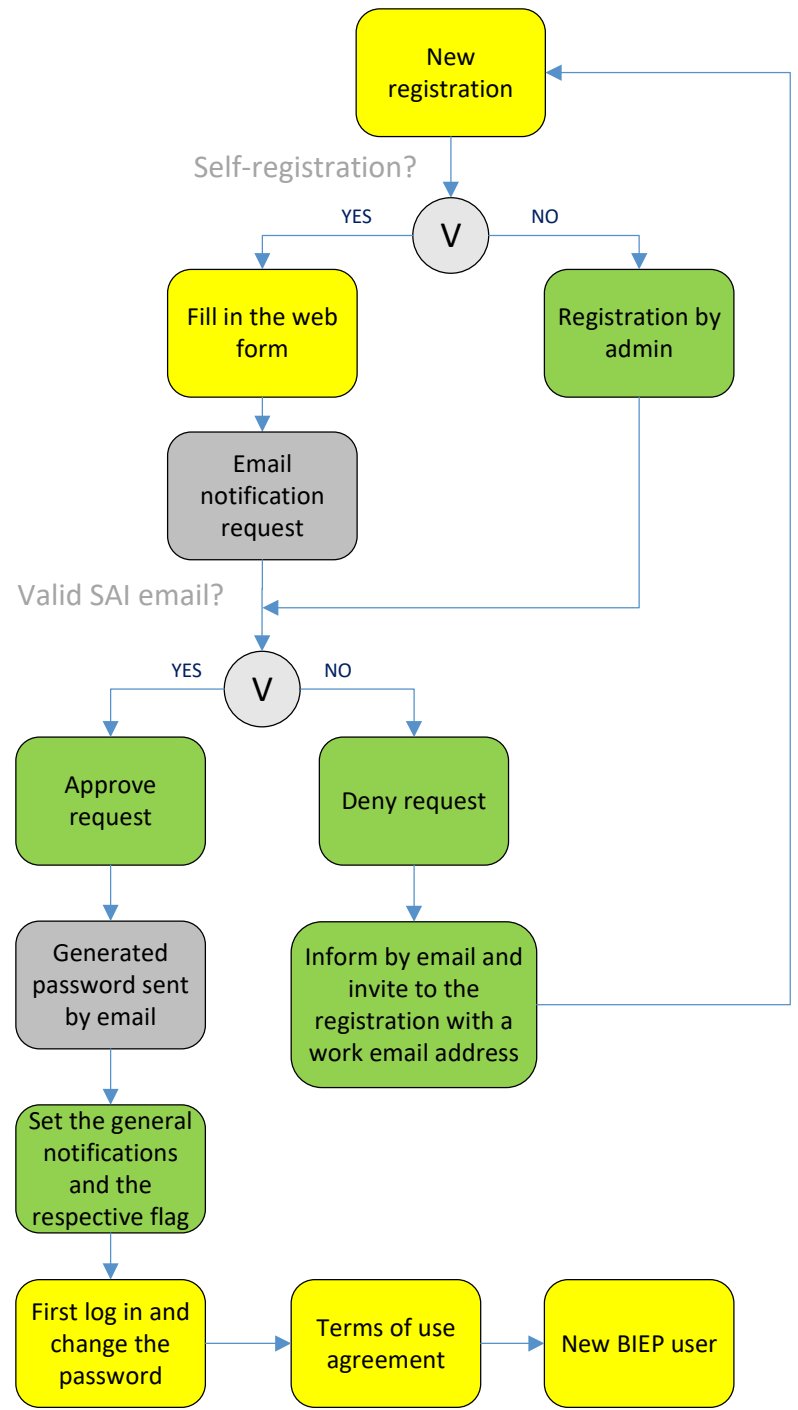 New
registration
Self-registration?
YES
V
NO
Fill in the web
form
Registration by
admin
Email
notification
request
Valid SAI email?
YES
V
NO
Approve
request
Deny request
Generated
password sent
by email
Inform by email and
invite to the
registration with a
work email address
Set the general
notifications
and the
respective flag
First log in and
change the
password
Terms of use
agreement
New BIEP user